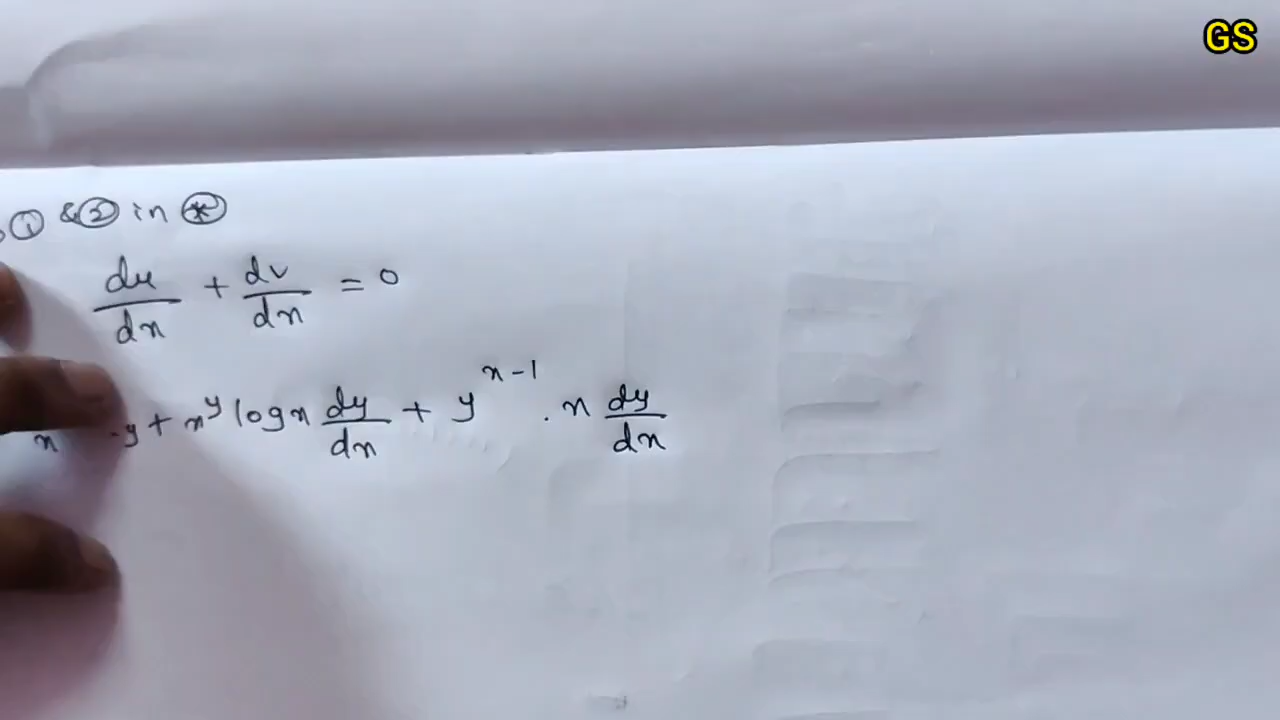 GS
① & ② in ⊛
du/dx + dv/dx = 0
x .y + x^y log x dy/dx + y^(x-1) . x dy/dx